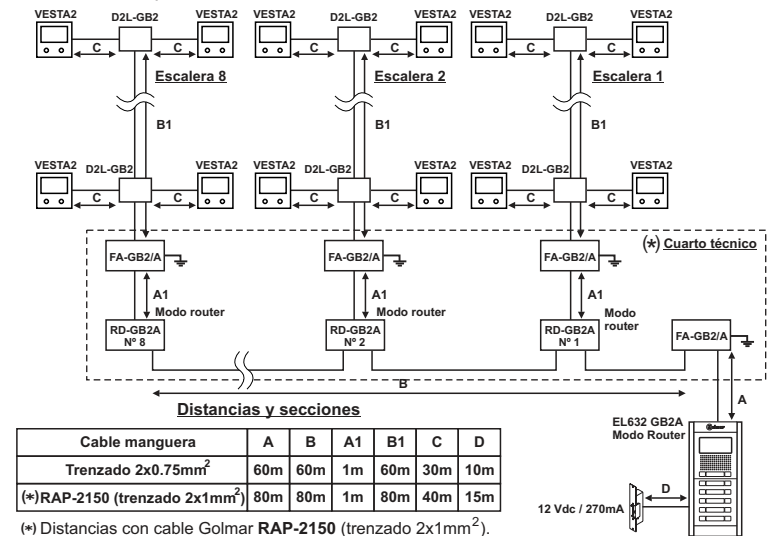 VESTA2 D2L-GB2 VESTA2 VESTA2 D2L-GB2 VESTA2 VESTA2 D2L-GB2 VESTA2
C C C C C C
Escalera 8 Escalera 2 Escalera 1
B1 B1 B1
VESTA2 D2L-GB2 VESTA2 VESTA2 D2L-GB2 VESTA2 VESTA2 D2L-GB2 VESTA2
C C C C C C
(*) Cuarto técnico
FA-GB2/A FA-GB2/A FA-GB2/A
A1 A1 A1
Modo router Modo router Modo
router
RD-GB2A RD-GB2A RD-GB2A FA-GB2/A
Nº 8 Nº 2 Nº 1
B
A
Distancias y secciones
EL632 GB2A
Modo Router
Cable manguera A B A1 B1 C D
Trenzado 2x0.75mm² 60m 60m 1m 60m 30m 10m
(*)RAP-2150 (trenzado 2x1mm²) 80m 80m 1m 80m 40m 15m
D
12 Vdc / 270mA
(*) Distancias con cable Golmar RAP-2150 (trenzado 2x1mm²).